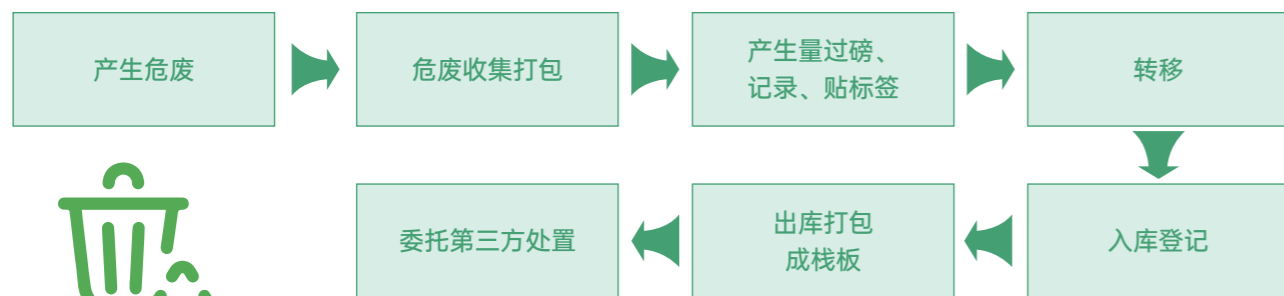 产生危废
危废收集打包
产生量过磅、
记录、贴标签
转移
入库登记
出库打包
成栈板
委托第三方处置